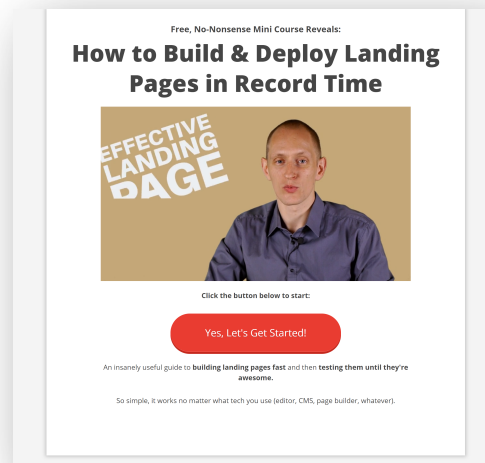 Free, No-Nonsense Mini Course Reveals:
How to Build & Deploy Landing
Pages in Record Time
EFFECTIVE
LANDING
PAGE
Click the button below to start:
Yes, Let's Get Started!
An insanely useful guide to building landing pages fast and then testing them until they're
awesome.
So simple, it works no matter what tech you use (editor, CMS, page builder, whatever).